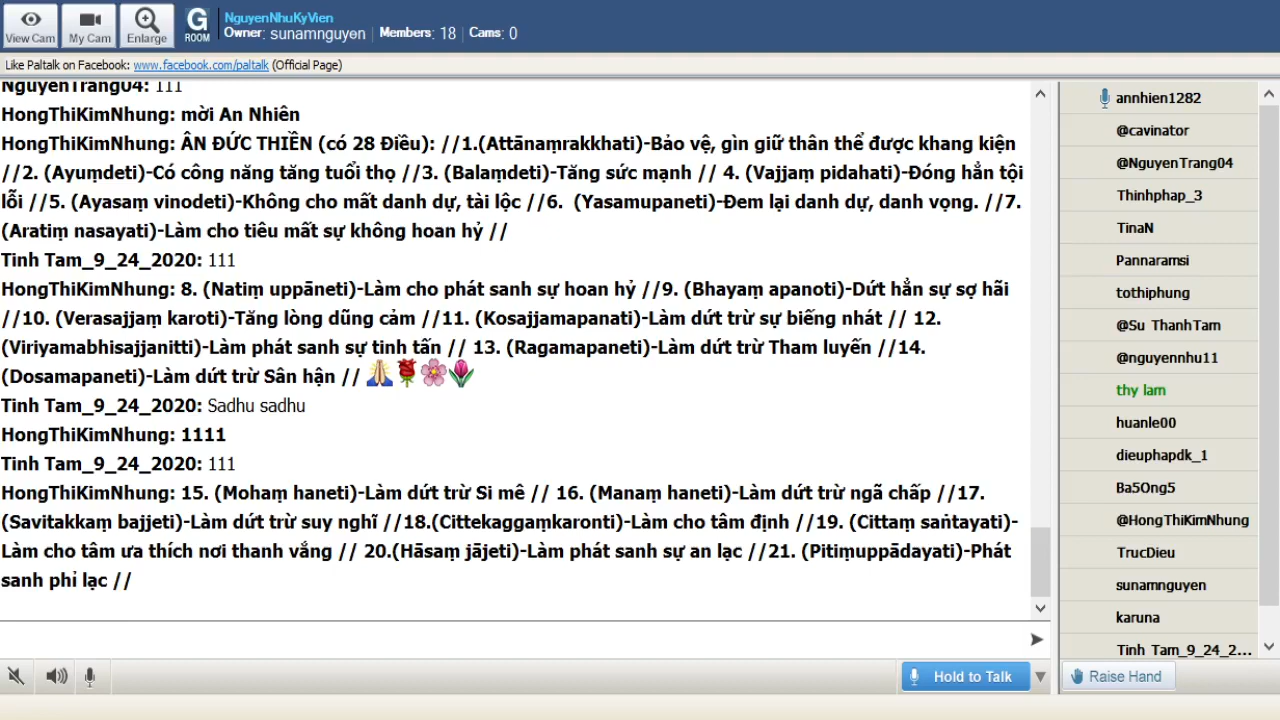 View Cam
My Cam
Enlarge
G
ROOM
NguyenNhuKyVien
Owner: sunamnguyen | Members: 18 | Cams: 0
Like Paltalk on Facebook: www.facebook.com/paltalk (Official Page)
NguyenTrang04: 111
HongThiKimNhung: mời An Nhiên
HongThiKimNhung: ÂN ĐỨC THIỀN (có 28 Điều): //1.(Attānaṃrakkhati)-Bảo vệ, gìn giữ thân thể được khang kiện
//2. (Ayuṃdeti)-Có công năng tăng tuổi thọ //3. (Balaṃdeti)-Tăng sức mạnh // 4. (Vajjaṃ pidahati)-Đóng hẳn tội
lỗi //5. (Ayasaṃ vinodeti)-Không cho mất danh dự, tài lộc //6.  (Yasamupaneti)-Đem lại danh dự, danh vọng. //7.
(Aratiṃ nasayati)-Làm cho tiêu mất sự không hoan hỷ //
Tinh Tam_9_24_2020: 111
HongThiKimNhung: 8. (Natiṃ uppāneti)-Làm cho phát sanh sự hoan hỷ //9. (Bhayaṃ apanoti)-Dứt hẳn sự sợ hãi
//10. (Verasajjaṃ karoti)-Tăng lòng dũng cảm //11. (Kosajjamapanati)-Làm dứt trừ sự biếng nhát // 12.
(Viriyamabhisajjanitti)-Làm phát sanh sự tinh tấn // 13. (Ragamapaneti)-Làm dứt trừ Tham luyến //14.
(Dosamapaneti)-Làm dứt trừ Sân hận // 🙏🌹🌸🌷
Tinh Tam_9_24_2020: Sadhu sadhu
HongThiKimNhung: 1111
Tinh Tam_9_24_2020: 111
HongThiKimNhung: 15. (Mohaṃ haneti)-Làm dứt trừ Si mê // 16. (Manaṃ haneti)-Làm dứt trừ ngã chấp //17.
(Savitakkaṃ bajjeti)-Làm dứt trừ suy nghĩ //18.(Cittekaggaṃkaronti)-Làm cho tâm định //19. (Cittaṃ saṅtayati)-
Làm cho tâm ưa thích nơi thanh vắng // 20.(Hāsaṃ jājeti)-Làm phát sanh sự an lạc //21. (Pitiṃuppādayati)-Phát
sanh phỉ lạc //
annhien1282
@cavinator
@NguyenTrang04
Thinhphap_3
TinaN
Pannaramsi
tothiphung
@Su ThanhTam
@nguyennhu11
thy lam
huanle00
dieuphapdk_1
Ba5Ong5
@HongThiKimNhung
TrucDieu
sunamnguyen
karuna
Tinh Tam_9_24_2...
Hold to Talk
Raise Hand